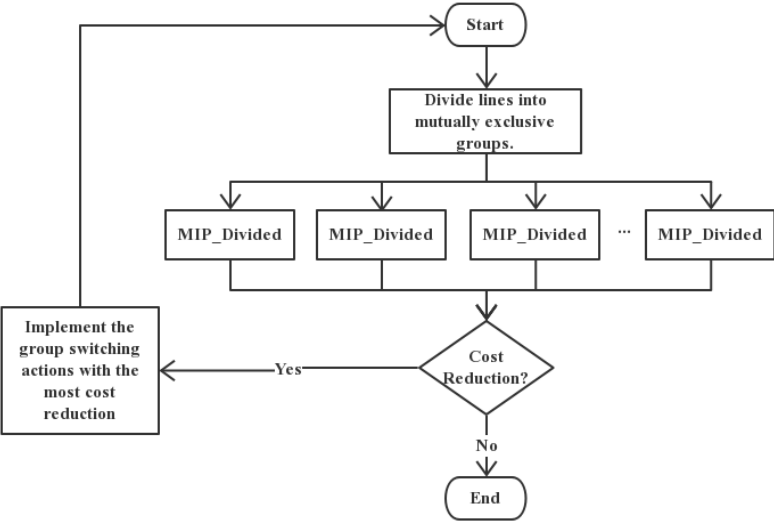 Start
Divide lines into
mutually exclusive
groups.
MIP_Divided
MIP_Divided
MIP_Divided
...
MIP_Divided
Implement the
group switching
actions with the
most cost
reduction
Yes
Cost
Reduction?
No
End